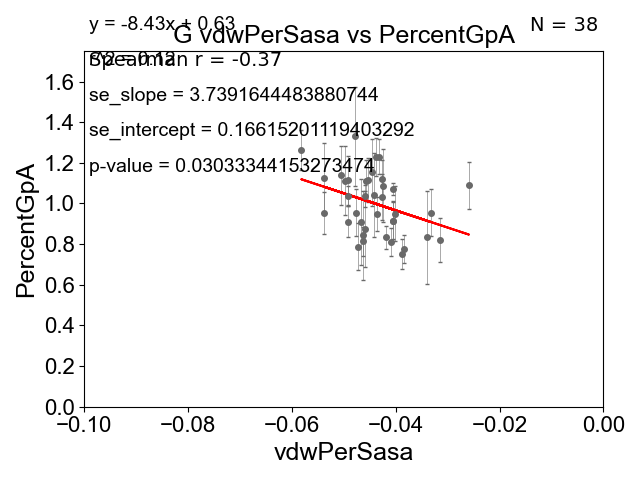 y = -8.43x + 0.63
N = 38
G vdwPerSasa vs PercentGpA
Spearman r = -0.37
se_slope = 3.7391644483880744
se_intercept = 0.16615201119403292
p-value = 0.03033344153273474
PercentGpA
1.6
1.4
1.2
1.0
0.8
0.6
0.4
0.2
0.0
−0.10 −0.08 −0.06 −0.04 −0.02 0.00
vdwPerSasa